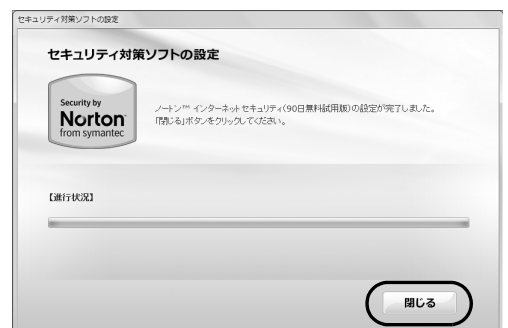 セキュリティ対策ソフトの設定
セキュリティ対策ソフトの設定
Security by
Norton
from symantec
ノートン™ インターネットセキュリティ(90日無料試用版)の設定が完了しました。
「閉じる」ボタンをクリックしてください。
【進行状況】
閉じる